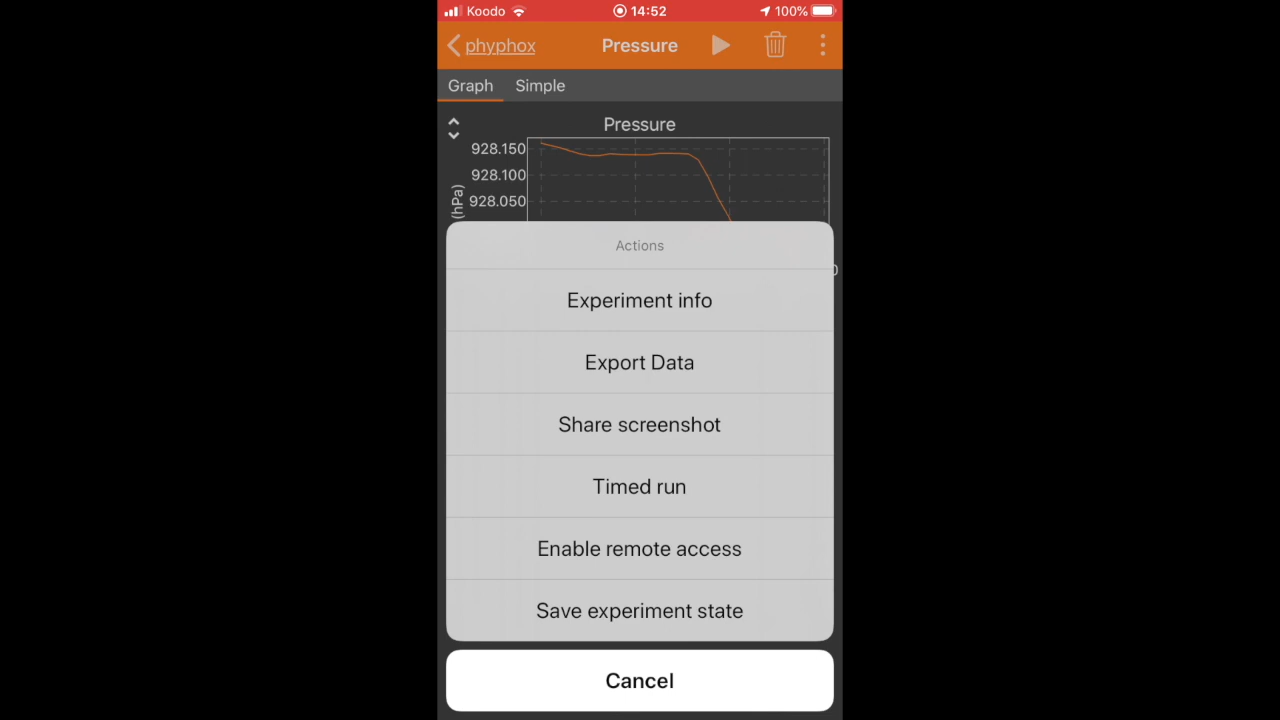 Koodo 14:52 100%
phyphox Pressure
Graph Simple
Pressure
928.150
928.100
928.050
(hPa)
Actions
Experiment info
Export Data
Share screenshot
Timed run
Enable remote access
Save experiment state
Cancel